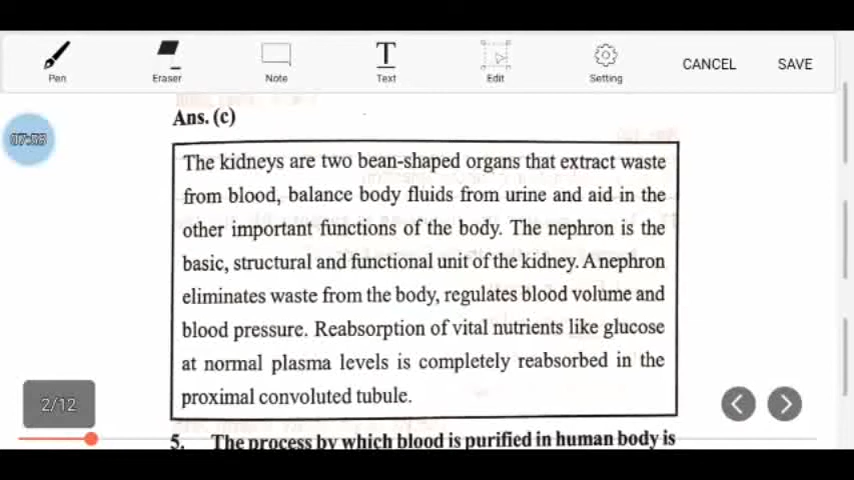 Pen
Eraser
Note
Text
Edit
Setting
CANCEL
SAVE
07:53
Ans. (c)
The kidneys are two bean-shaped organs that extract waste
from blood, balance body fluids from urine and aid in the
other important functions of the body. The nephron is the
basic, structural and functional unit of the kidney. A nephron
eliminates waste from the body, regulates blood volume and
blood pressure. Reabsorption of vital nutrients like glucose
at normal plasma levels is completely reabsorbed in the
proximal convoluted tubule.
2/12
5. The process by which blood is purified in human body is